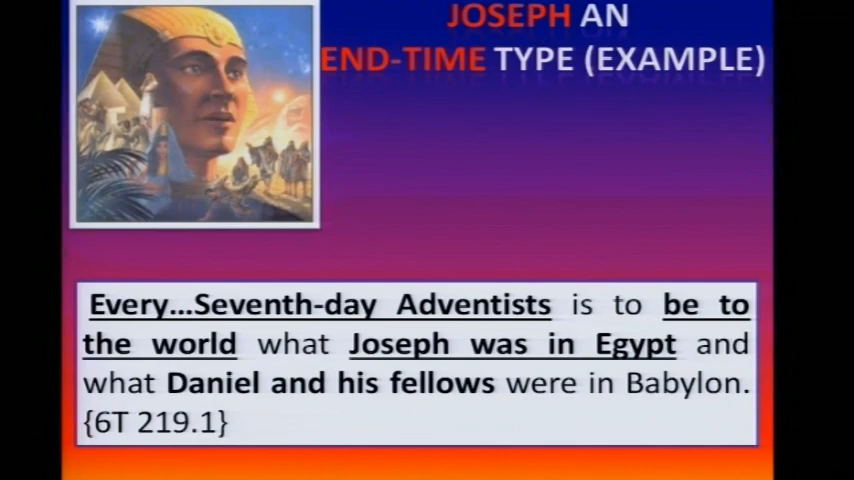 JOSEPH AN
END-TIME TYPE (EXAMPLE)
Every...Seventh-day Adventists is to be to
the world what Joseph was in Egypt and
what Daniel and his fellows were in Babylon.
{6T 219.1}